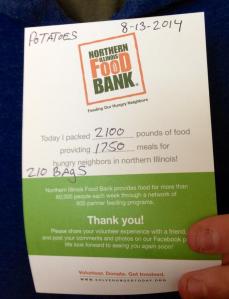 POTATOES
8-13-2014
NORTHERN
ILLINOIS
FOOD
BANK
Feeding Our Hungry Neighbors
Today I packed 2100 pounds of food
providing 1750 meals for
hungry neighbors in northern Illinois!
210 BAgS
Northern Illinois Food Bank provides food for more than
60,000 people each week through a network of
800 partner feeding programs.
Thank you!
Please share your volunteer experience with a friend,
and post your comments and photos on our Facebook p
We look forward to seeing you again soon!
Volunteer. Donate. Get Involved.
WWW.SOLVEHUNGERTODAY.ORG